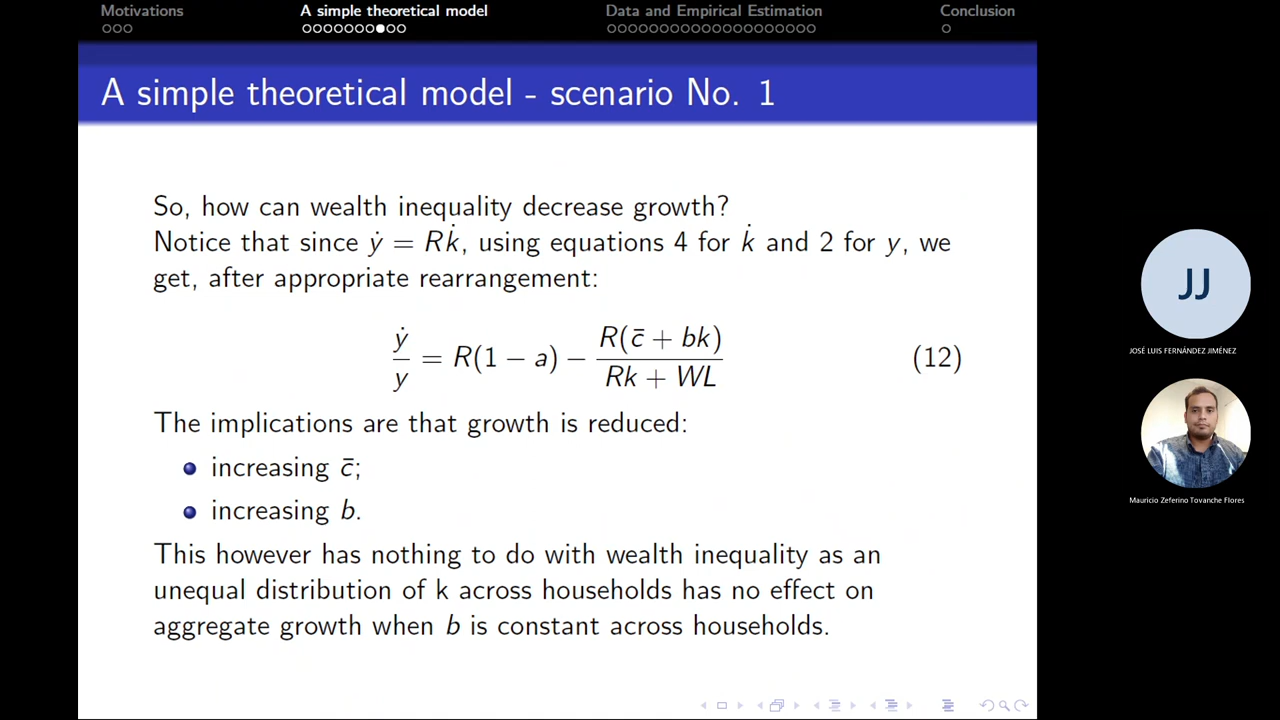 Motivations A simple theoretical model Data and Empirical Estimation Conclusion
A simple theoretical model - scenario No. 1
So, how can wealth inequality decrease growth?
Notice that since ẏ = Rk̇, using equations 4 for k̇ and 2 for y, we
get, after appropriate rearrangement:
ẏ/y = R(1 − a) − R(c̄ + bk)/(Rk + WL) (12)
The implications are that growth is reduced:
increasing c̄;
increasing b.
This however has nothing to do with wealth inequality as an
unequal distribution of k across households has no effect on
aggregate growth when b is constant across households.
JJ
JOSÉ LUIS FERNÁNDEZ JIMÉNEZ
Mauricio Zeferino Tovanche Flores